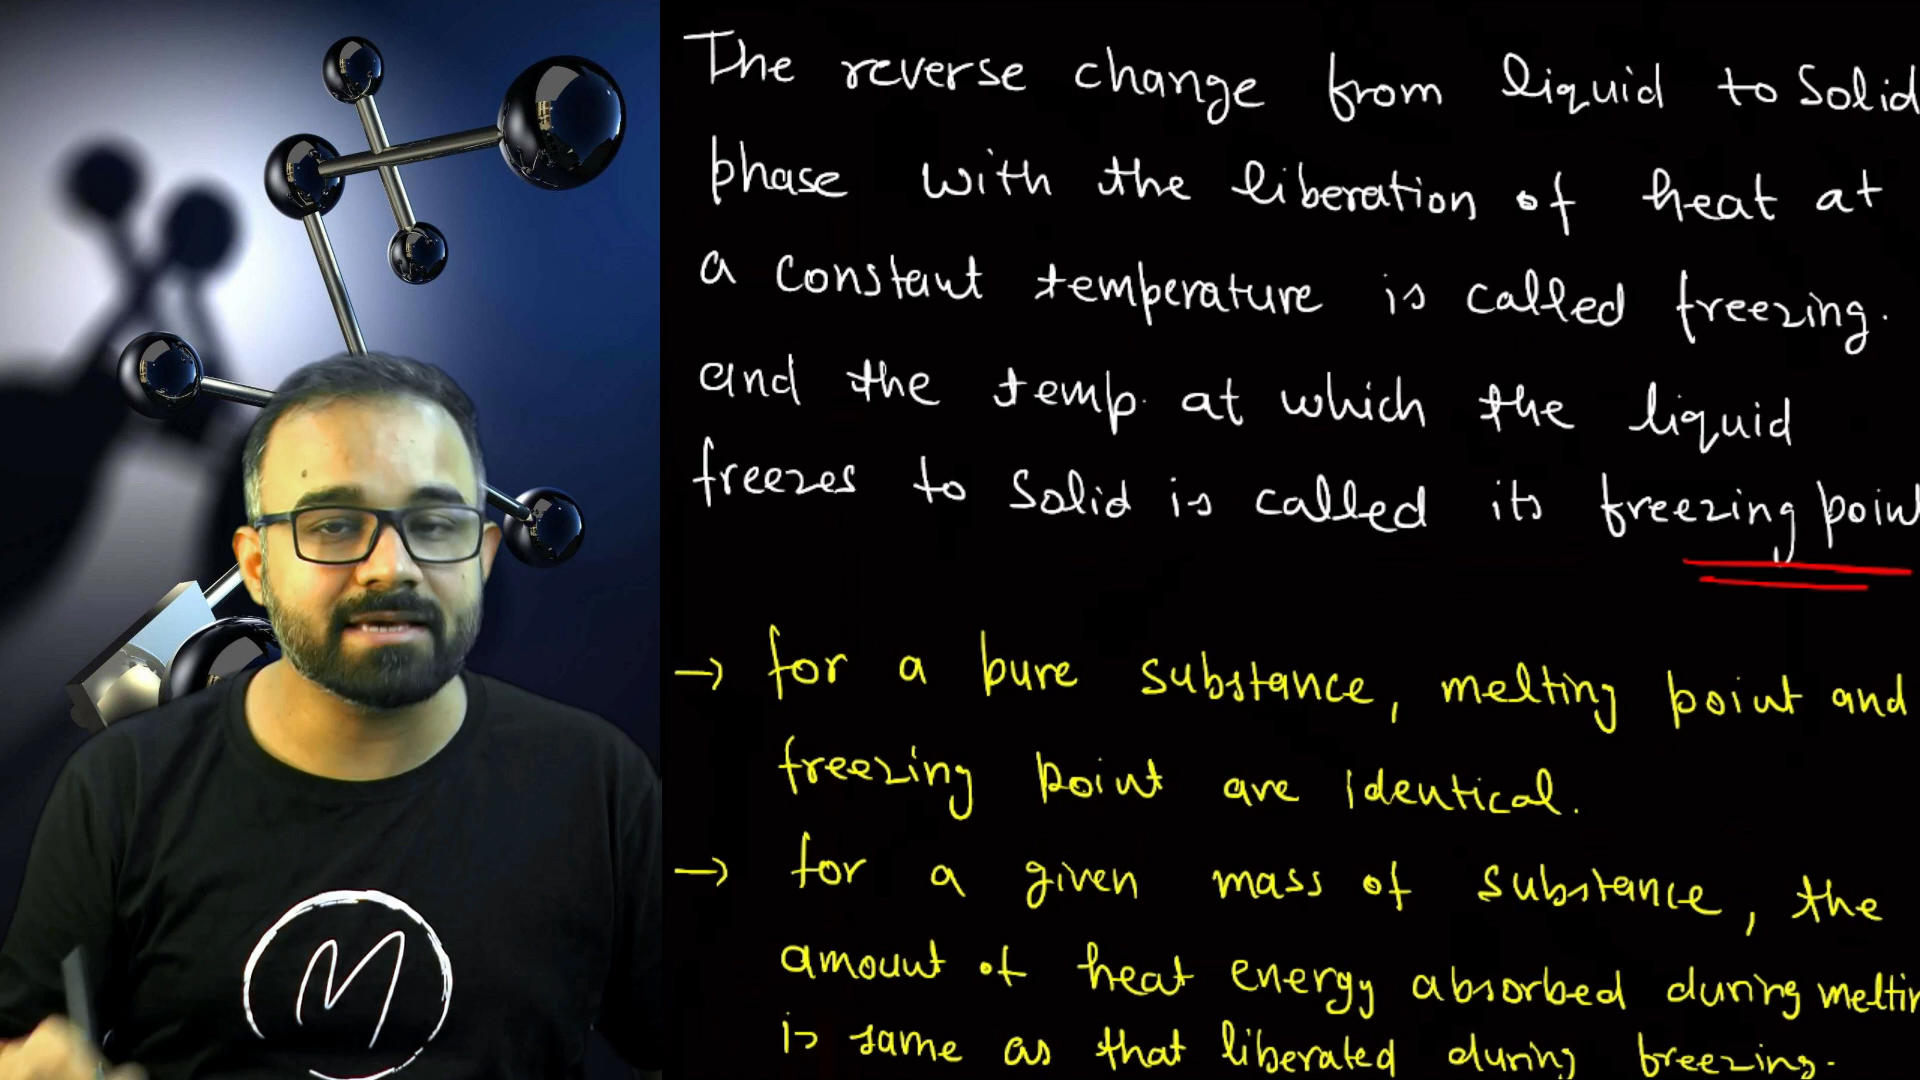 The reverse change from liquid to Solid
phase with the liberation of heat at
a constant temperature is called freezing.
and the temp. at which the liquid
freezes to Solid is called its freezing point
→ for a pure substance, melting point and
freezing point are identical.
→ for a given mass of substance, the
amount of heat energy absorbed during meltin
is same as that liberated during freezing.
M